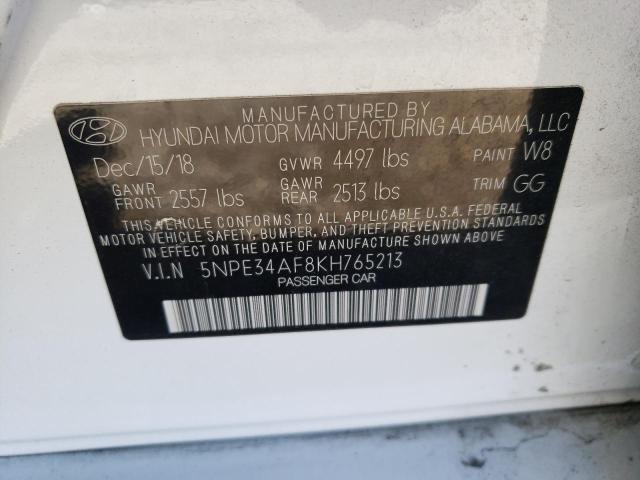 MANUFACTURED BY
HYUNDAI MOTOR MANUFACTURING ALABAMA, LLC
Dec/15/18 GVWR 4497 lbs PAINT W8
GAWR FRONT 2557 lbs GAWR REAR 2513 lbs TRIM GG
THIS VEHICLE CONFORMS TO ALL APPLICABLE U.S.A. FEDERAL
MOTOR VEHICLE SAFETY, BUMPER, AND THEFT PREVENTION STANDARDS
IN EFFECT ON THE DATE OF MANUFACTURE SHOWN ABOVE.
V.I.N 5NPE34AF8KH765213
PASSENGER CAR